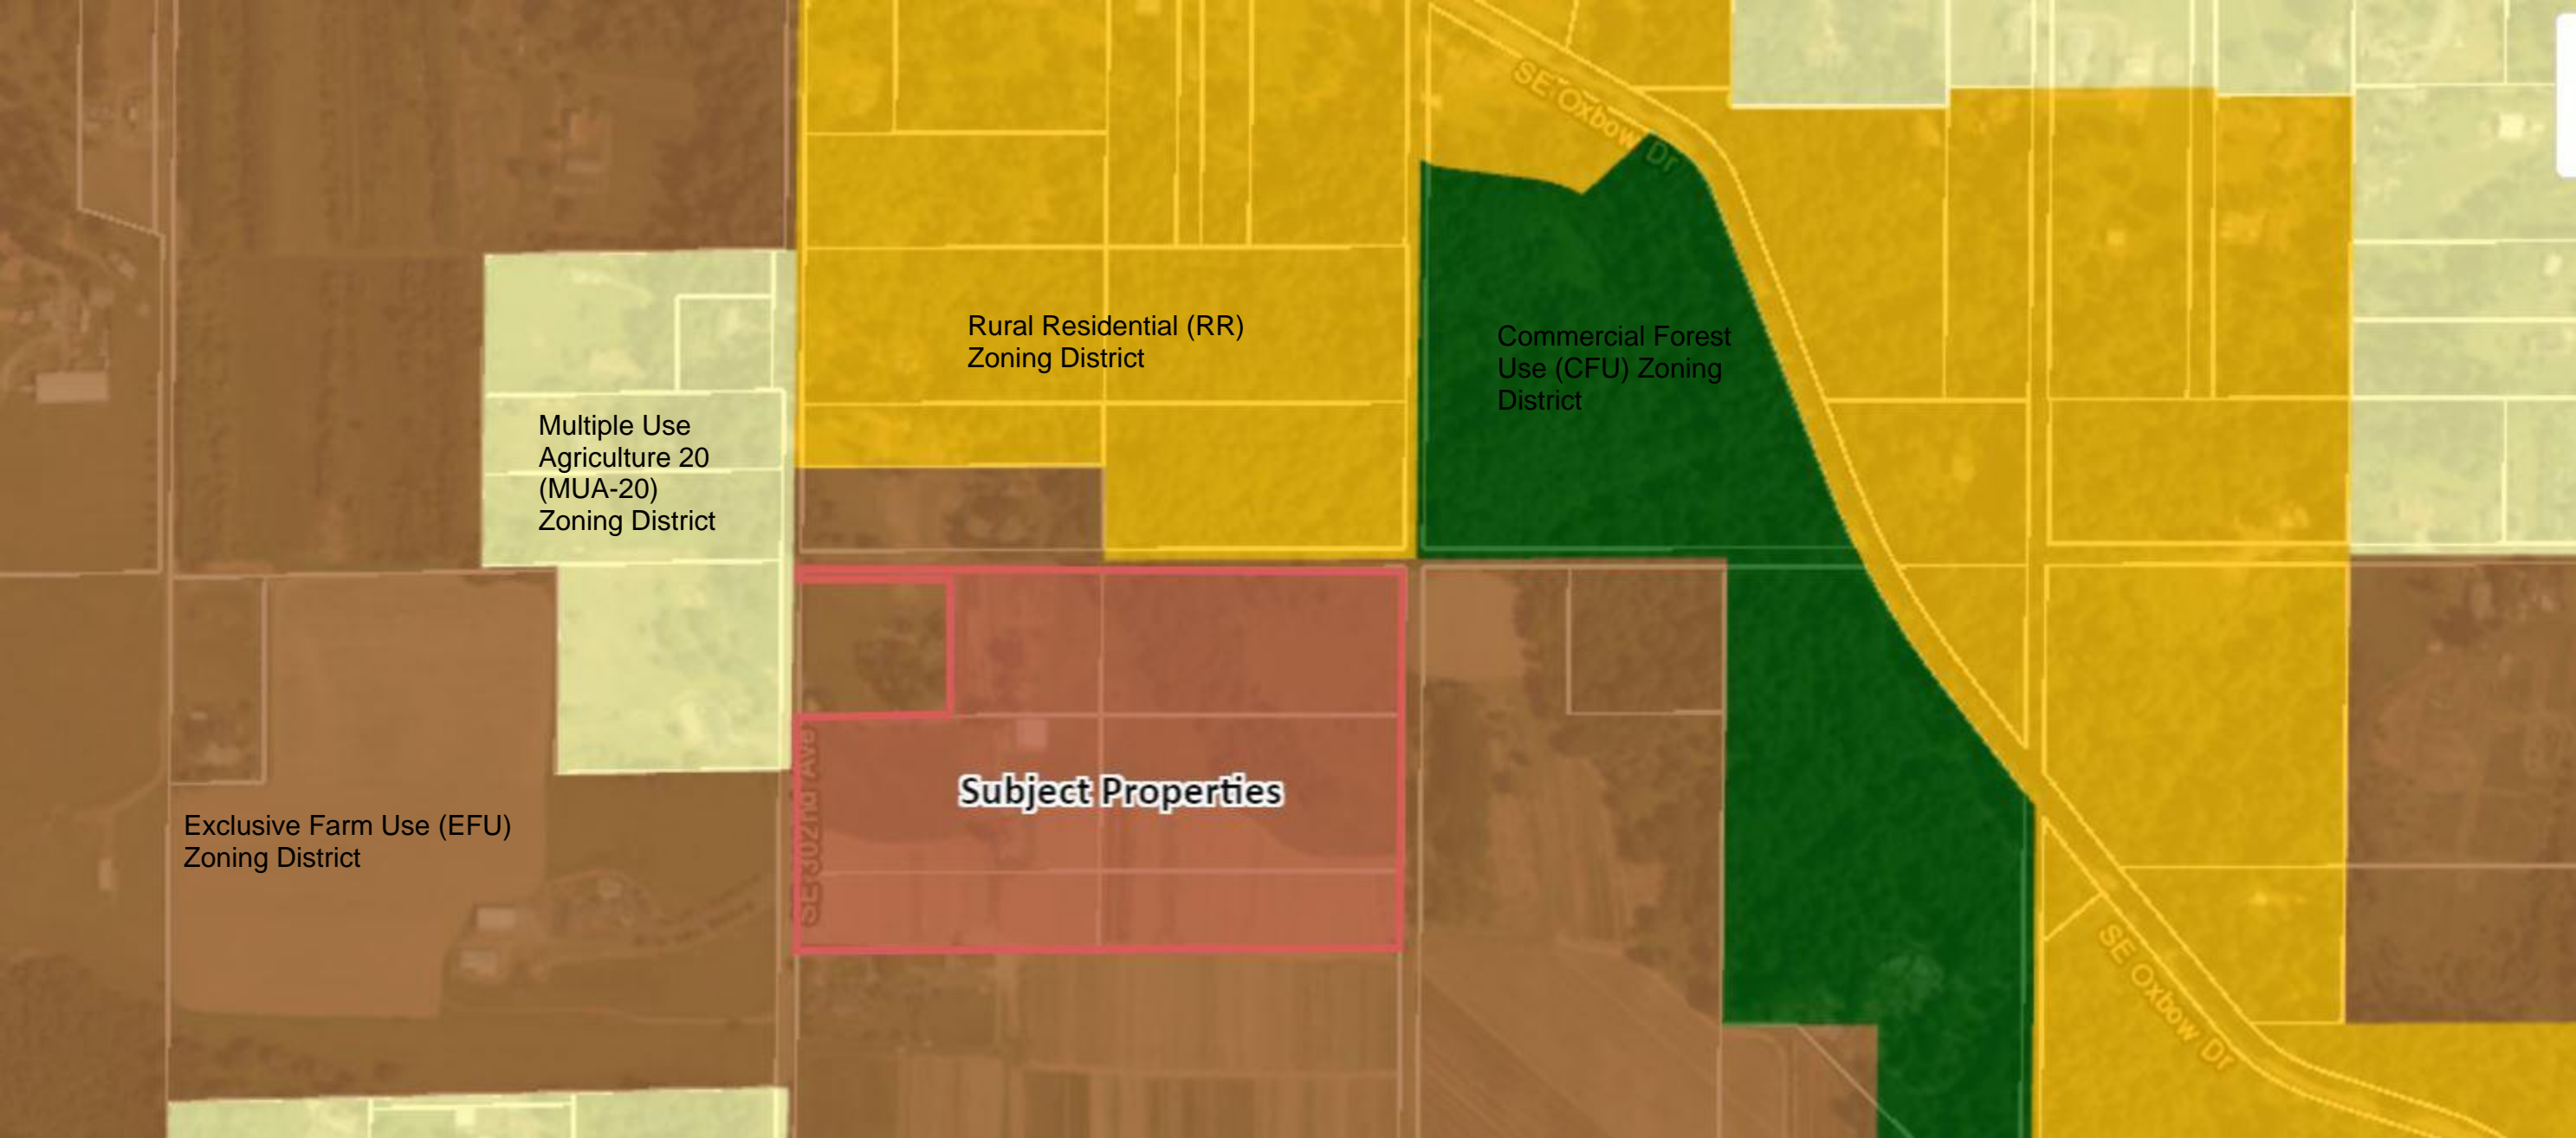 SE Oxbow Dr
Rural Residential (RR)
Zoning District
Commercial Forest
Use (CFU) Zoning
District
Multiple Use
Agriculture 20
(MUA-20)
Zoning District
Subject Properties
SE 302nd Ave
Exclusive Farm Use (EFU)
Zoning District
SE Oxbow Dr